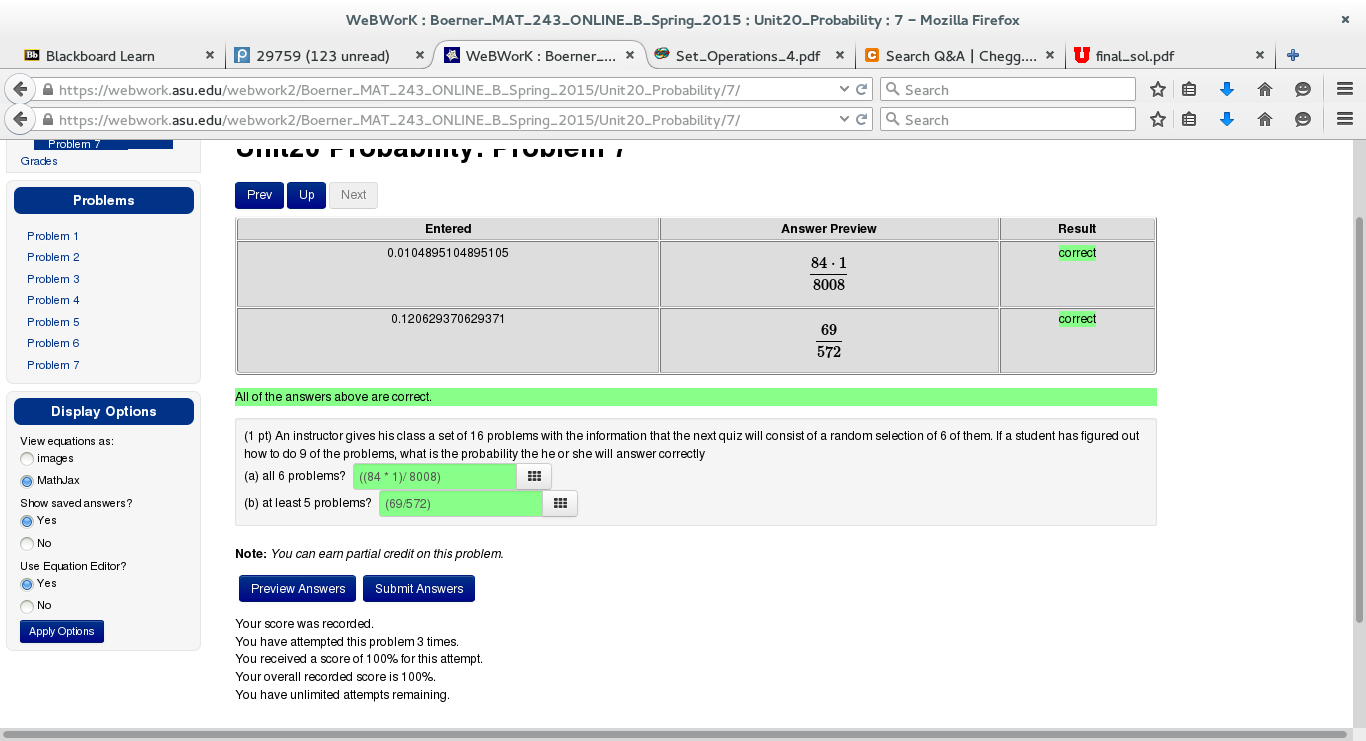 WeBWorK : Boerner_MAT_243_ONLINE_B_Spring_2015 : Unit20_Probability : 7 – Mozilla Firefox
Bb Blackboard Learn
29759 (123 unread)
WeBWorK : Boerner_...
Set_Operations_4.pdf
Search Q&A | Chegg....
final_sol.pdf
https://webwork.asu.edu/webwork2/Boerner_MAT_243_ONLINE_B_Spring_2015/Unit20_Probability/7/
Search
https://webwork.asu.edu/webwork2/Boerner_MAT_243_ONLINE_B_Spring_2015/Unit20_Probability/7/
Search
Problem 7
Grades
Problems
Problem 1
Problem 2
Problem 3
Problem 4
Problem 5
Problem 6
Problem 7
Display Options
View equations as:
images
MathJax
Show saved answers?
Yes
No
Use Equation Editor?
Yes
No
Apply Options
Unit20 Probability: Problem 7
Prev Up Next
Entered Answer Preview Result
0.0104895104895105 84 · 1 / 8008 correct
0.120629370629371 69 / 572 correct
All of the answers above are correct.
(1 pt) An instructor gives his class a set of 16 problems with the information that the next quiz will consist of a random selection of 6 of them. If a student has figured out
how to do 9 of the problems, what is the probability the he or she will answer correctly
(a) all 6 problems? ((84 * 1)/ 8008)
(b) at least 5 problems? (69/572)
Note: You can earn partial credit on this problem.
Preview Answers Submit Answers
Your score was recorded.
You have attempted this problem 3 times.
You received a score of 100% for this attempt.
Your overall recorded score is 100%.
You have unlimited attempts remaining.